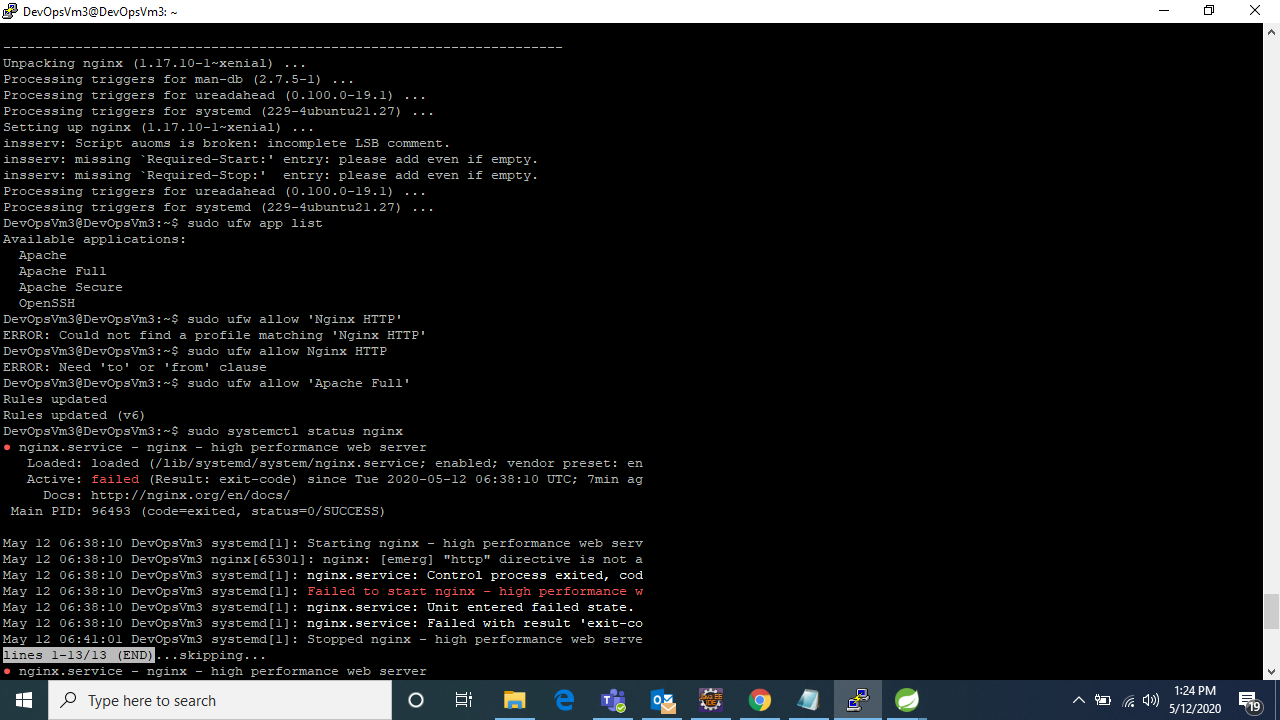 DevOpsVm3@DevOpsVm3: ~
----------------------------------------------------------------------
Unpacking nginx (1.17.10-1~xenial) ...
Processing triggers for man-db (2.7.5-1) ...
Processing triggers for ureadahead (0.100.0-19.1) ...
Processing triggers for systemd (229-4ubuntu21.27) ...
Setting up nginx (1.17.10-1~xenial) ...
insserv: Script auoms is broken: incomplete LSB comment.
insserv: missing `Required-Start:' entry: please add even if empty.
insserv: missing `Required-Stop:'  entry: please add even if empty.
Processing triggers for ureadahead (0.100.0-19.1) ...
Processing triggers for systemd (229-4ubuntu21.27) ...
DevOpsVm3@DevOpsVm3:~$ sudo ufw app list
Available applications:
  Apache
  Apache Full
  Apache Secure
  OpenSSH
DevOpsVm3@DevOpsVm3:~$ sudo ufw allow 'Nginx HTTP'
ERROR: Could not find a profile matching 'Nginx HTTP'
DevOpsVm3@DevOpsVm3:~$ sudo ufw allow Nginx HTTP
ERROR: Need 'to' or 'from' clause
DevOpsVm3@DevOpsVm3:~$ sudo ufw allow 'Apache Full'
Rules updated
Rules updated (v6)
DevOpsVm3@DevOpsVm3:~$ sudo systemctl status nginx
● nginx.service - nginx - high performance web server
   Loaded: loaded (/lib/systemd/system/nginx.service; enabled; vendor preset: en
   Active: failed (Result: exit-code) since Tue 2020-05-12 06:38:10 UTC; 7min ag
     Docs: http://nginx.org/en/docs/
 Main PID: 96493 (code=exited, status=0/SUCCESS)
May 12 06:38:10 DevOpsVm3 systemd[1]: Starting nginx - high performance web serv
May 12 06:38:10 DevOpsVm3 nginx[65301]: nginx: [emerg] "http" directive is not a
May 12 06:38:10 DevOpsVm3 systemd[1]: nginx.service: Control process exited, cod
May 12 06:38:10 DevOpsVm3 systemd[1]: Failed to start nginx - high performance w
May 12 06:38:10 DevOpsVm3 systemd[1]: nginx.service: Unit entered failed state.
May 12 06:38:10 DevOpsVm3 systemd[1]: nginx.service: Failed with result 'exit-co
May 12 06:41:01 DevOpsVm3 systemd[1]: Stopped nginx - high performance web serve
lines 1-13/13 (END)...skipping...
● nginx.service - nginx - high performance web server
Type here to search
1:24 PM
5/12/2020
19